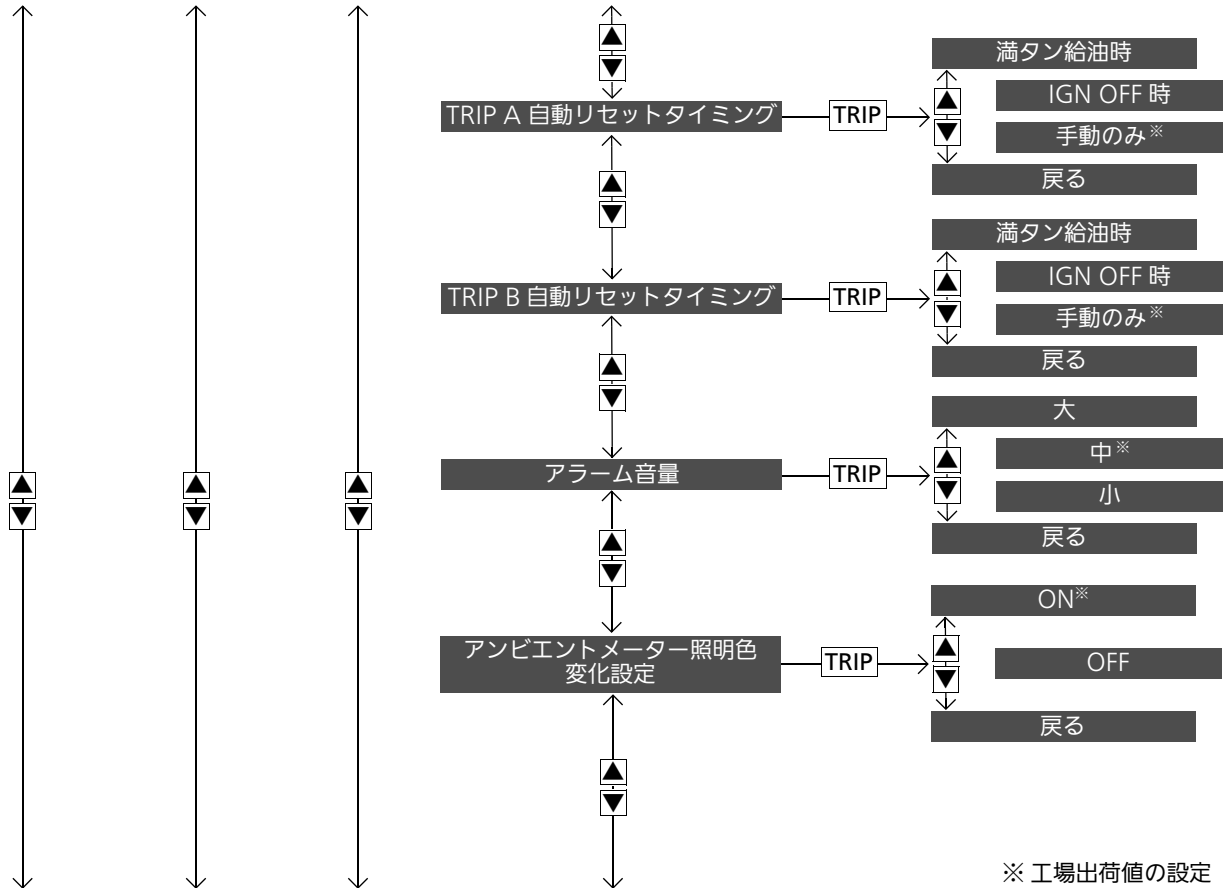 満タン給油時
TRIP A 自動リセットタイミング
TRIP
IGN OFF 時
手動のみ※
戻る
満タン給油時
TRIP B 自動リセットタイミング
TRIP
IGN OFF 時
手動のみ※
戻る
大
アラーム音量
TRIP
中※
小
戻る
ON※
アンビエントメーター照明色
変化設定
TRIP
OFF
戻る
※ 工場出荷値の設定